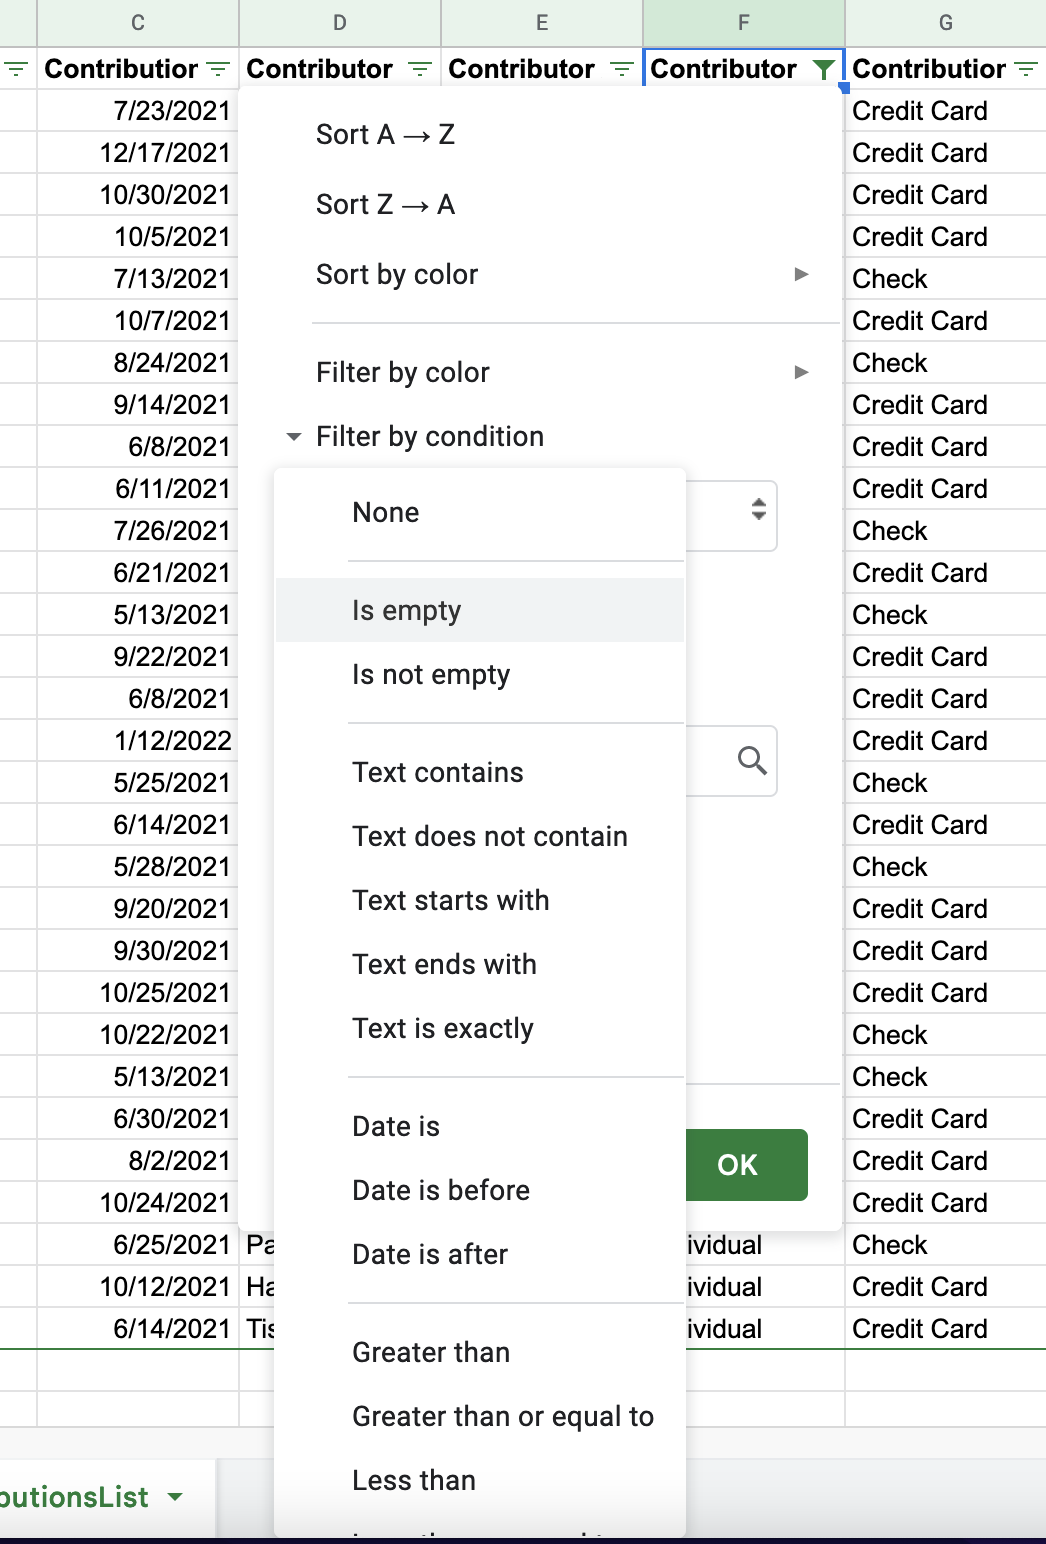 C D E F G
Contribution Contributor Contributor Contributor Contribution
7/23/2021 Credit Card
12/17/2021 Credit Card
10/30/2021 Credit Card
10/5/2021 Credit Card
7/13/2021 Check
10/7/2021 Credit Card
8/24/2021 Check
9/14/2021 Credit Card
6/8/2021 Credit Card
6/11/2021 Credit Card
7/26/2021 Check
6/21/2021 Credit Card
5/13/2021 Check
9/22/2021 Credit Card
6/8/2021 Credit Card
1/12/2022 Credit Card
5/25/2021 Check
6/14/2021 Credit Card
5/28/2021 Check
9/20/2021 Credit Card
9/30/2021 Credit Card
10/25/2021 Credit Card
10/22/2021 Check
5/13/2021 Check
6/30/2021 Credit Card
8/2/2021 Credit Card
10/24/2021 Credit Card
6/25/2021 Pa ividual Check
10/12/2021 Ha ividual Credit Card
6/14/2021 Tis ividual Credit Card
Sort A → Z
Sort Z → A
Sort by color
Filter by color
Filter by condition
None
Is empty
Is not empty
Text contains
Text does not contain
Text starts with
Text ends with
Text is exactly
Date is
Date is before
Date is after
Greater than
Greater than or equal to
Less than
OK
butionsList